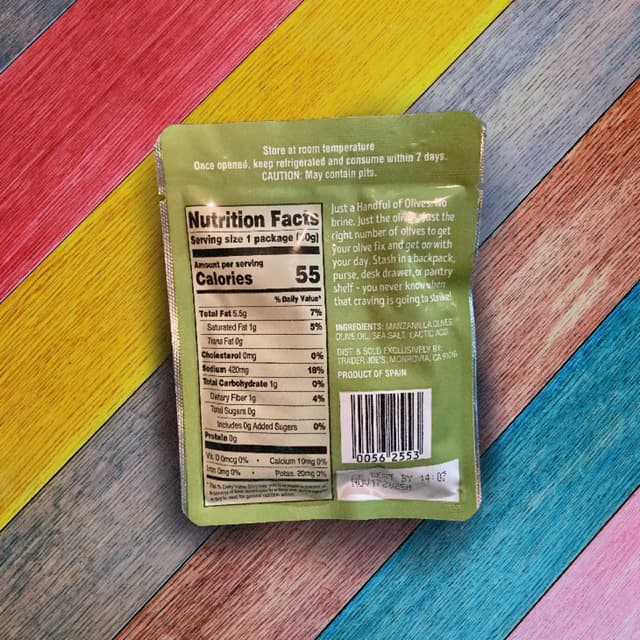 Store at room temperature
Once opened, keep refrigerated and consume within 7 days.
CAUTION: May contain pits.
Nutrition Facts
Serving size 1 package
Amount per serving
Calories 55
% Daily Value*
Total Fat 5.5g 7%
Saturated Fat 1g 5%
Trans Fat 0g
Cholesterol 0mg 0%
Sodium 420mg 18%
Total Carbohydrate 1g 0%
Dietary Fiber 1g 4%
Total Sugars 0g
Includes 0g Added Sugars 0%
Protein 0g
Vit. D 0mcg 0% • Calcium 10mg 0%
Iron 0mg 0% • Potas. 20mg 0%
Just a Handful of Olives. No
brine. Just the olives. Just the
right number of olives to get
your olive fix and get on with
your day. Stash in a backpack,
purse, desk drawer, or pantry
shelf - you never know when
that craving is going to strike!
INGREDIENTS: MANZANILLA OLIVES,
OLIVE OIL, SEA SALT, LACTIC ACID
DIST. & SOLD EXCLUSIVELY BY:
TRADER JOE'S, MONROVIA, CA 91016
PRODUCT OF SPAIN
0056 2553
BEST BY 14:07